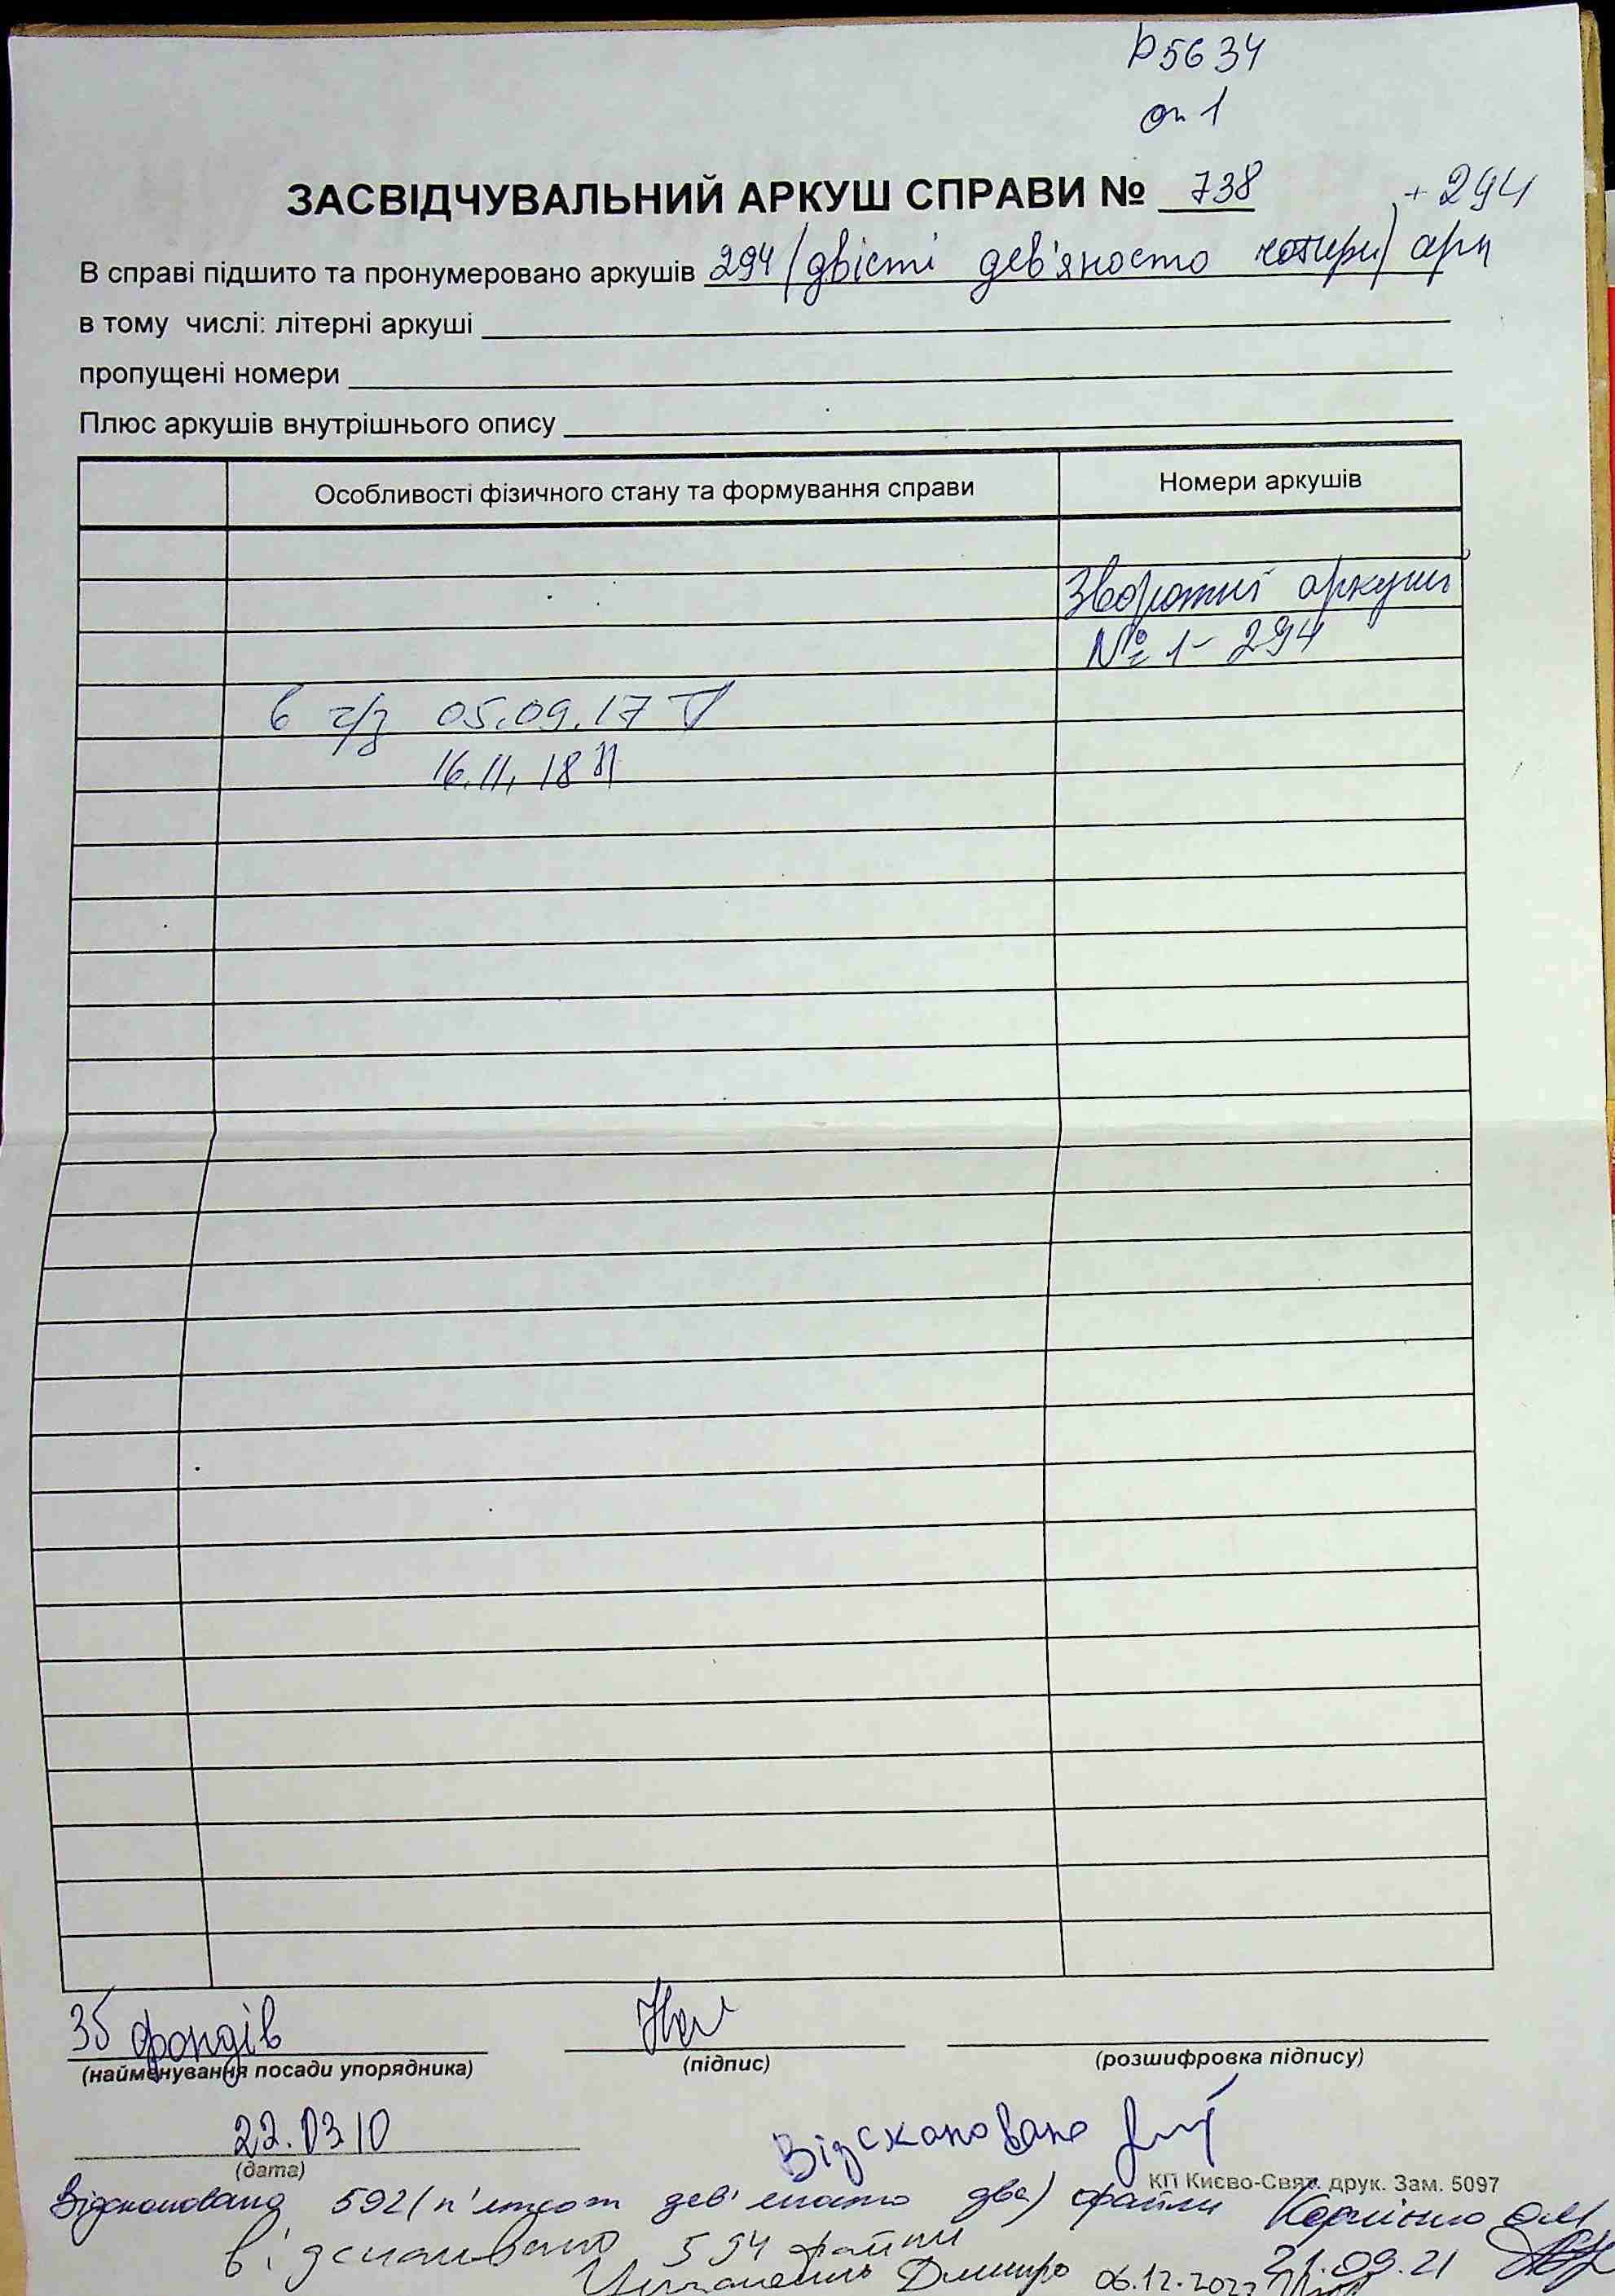 р5634
оп 1
+294
ЗАСВІДЧУВАЛЬНИЙ АРКУШ СПРАВИ № 738
В справі підшито та пронумеровано аркушів 294 (двісті дев'яносто чотири) арк
в тому числі: літерні аркуші
пропущені номери
Плюс аркушів внутрішнього опису
Особливості фізичного стану та формування справи Номери аркушів
Зворотні аркуші
№ 1-294
в ч/з 05.09.17
16.11.18
Зб фондів
(найменування посади упорядника) (підпис) (розшифровка підпису)
22.03 10
(дата)
Відскановано
КП Києво-Свят. друк. Зам. 5097
Відскановано 592 (п'ятсот дев'яносто два) файли
21.09.21
відскановано 594 файли
Дмитро 06.12.2022